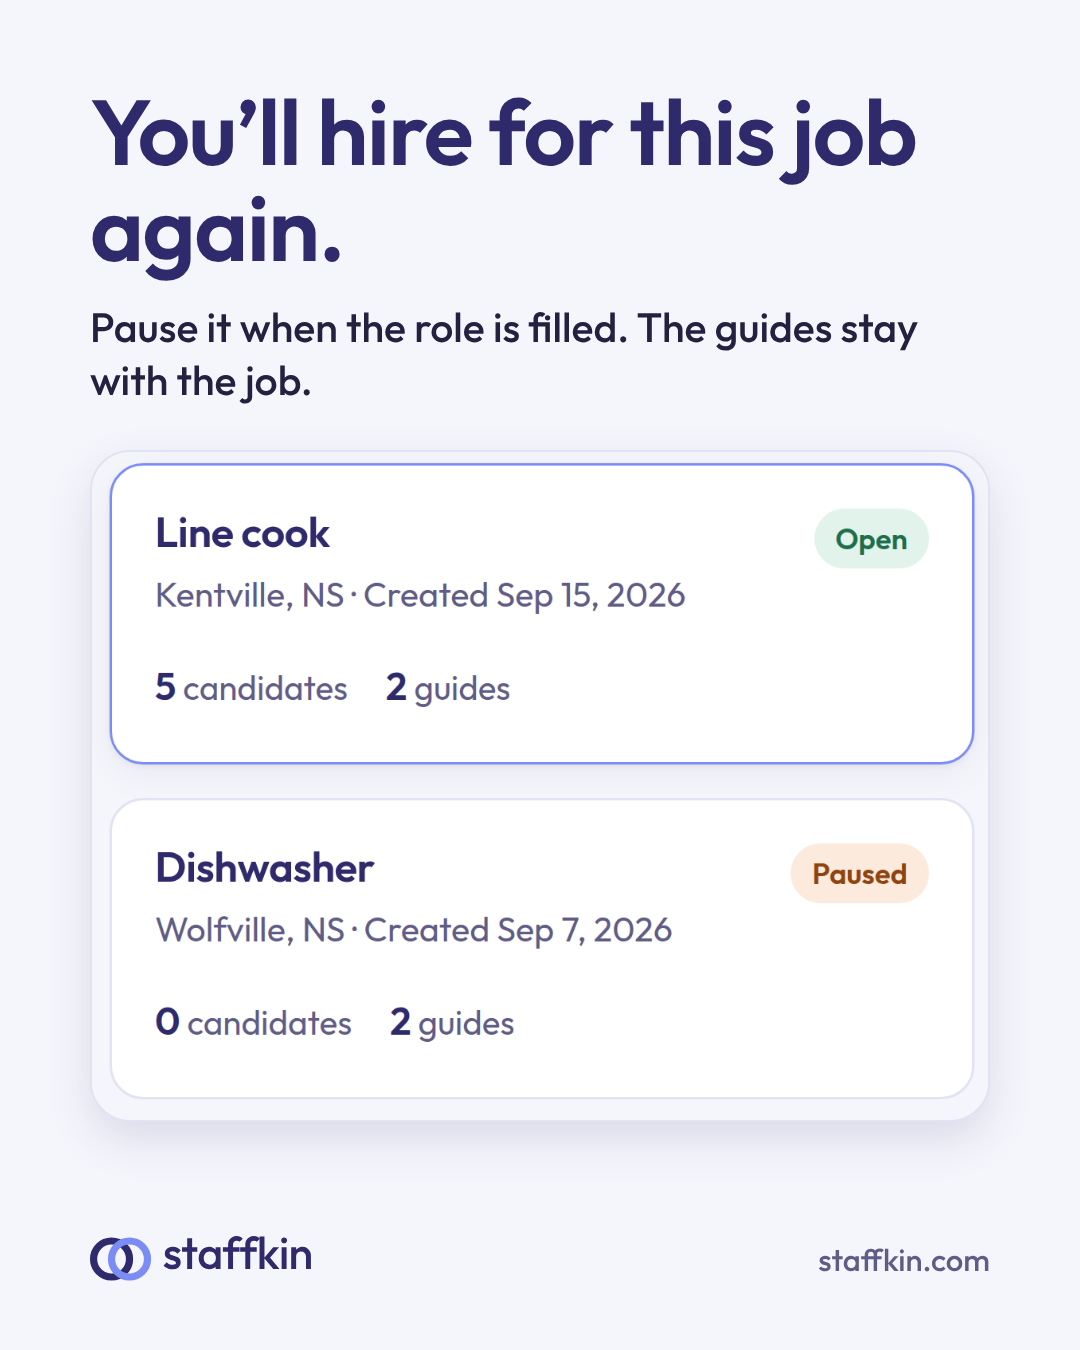 You’ll hire for this job
again.
Pause it when the role is filled. The guides stay
with the job.
Line cook
Open
Kentville, NS · Created Sep 15, 2026
5 candidates 2 guides
Dishwasher
Paused
Wolfville, NS · Created Sep 7, 2026
0 candidates 2 guides
staffkin
staffkin.com